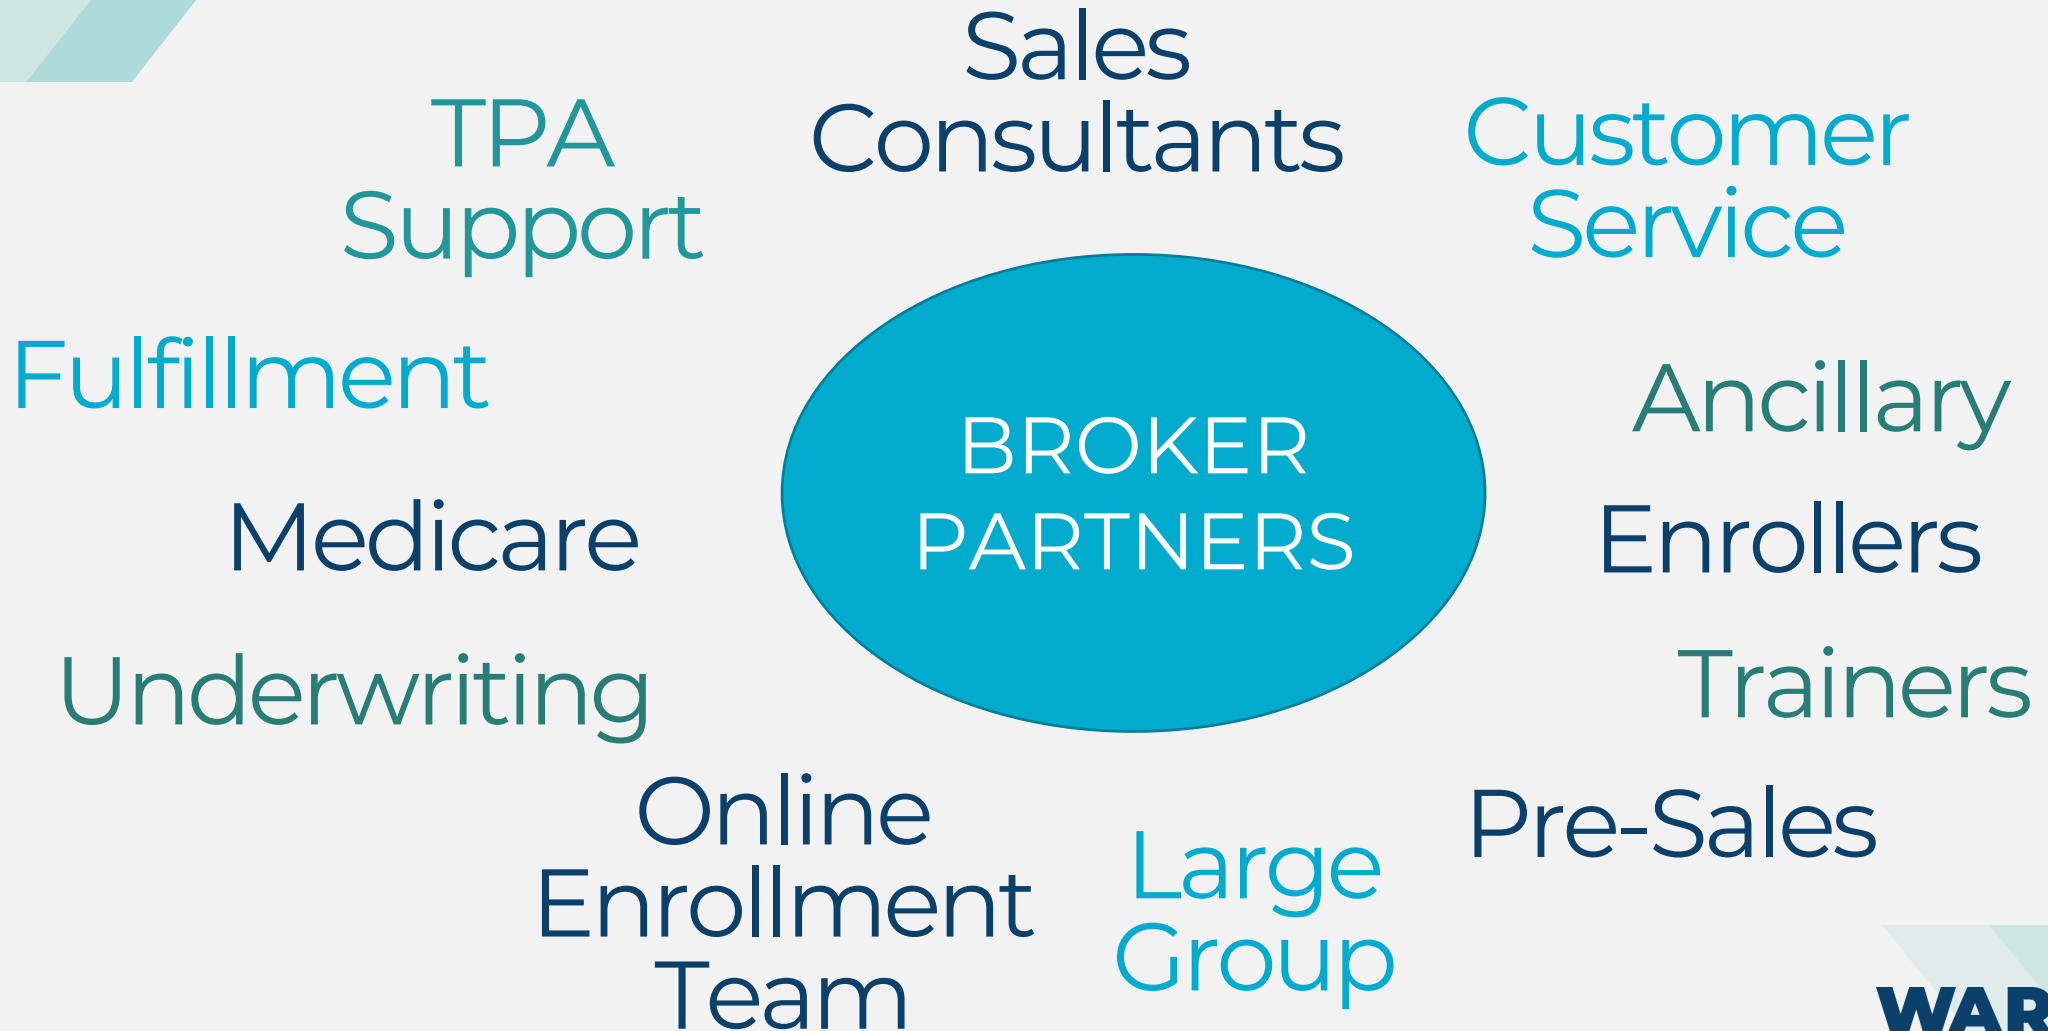 Sales
Consultants
TPA
Support
Customer
Service
Fulfillment
Ancillary
BROKER
PARTNERS
Medicare
Enrollers
Underwriting
Trainers
Online
Enrollment
Team
Large
Group
Pre-Sales
WAR